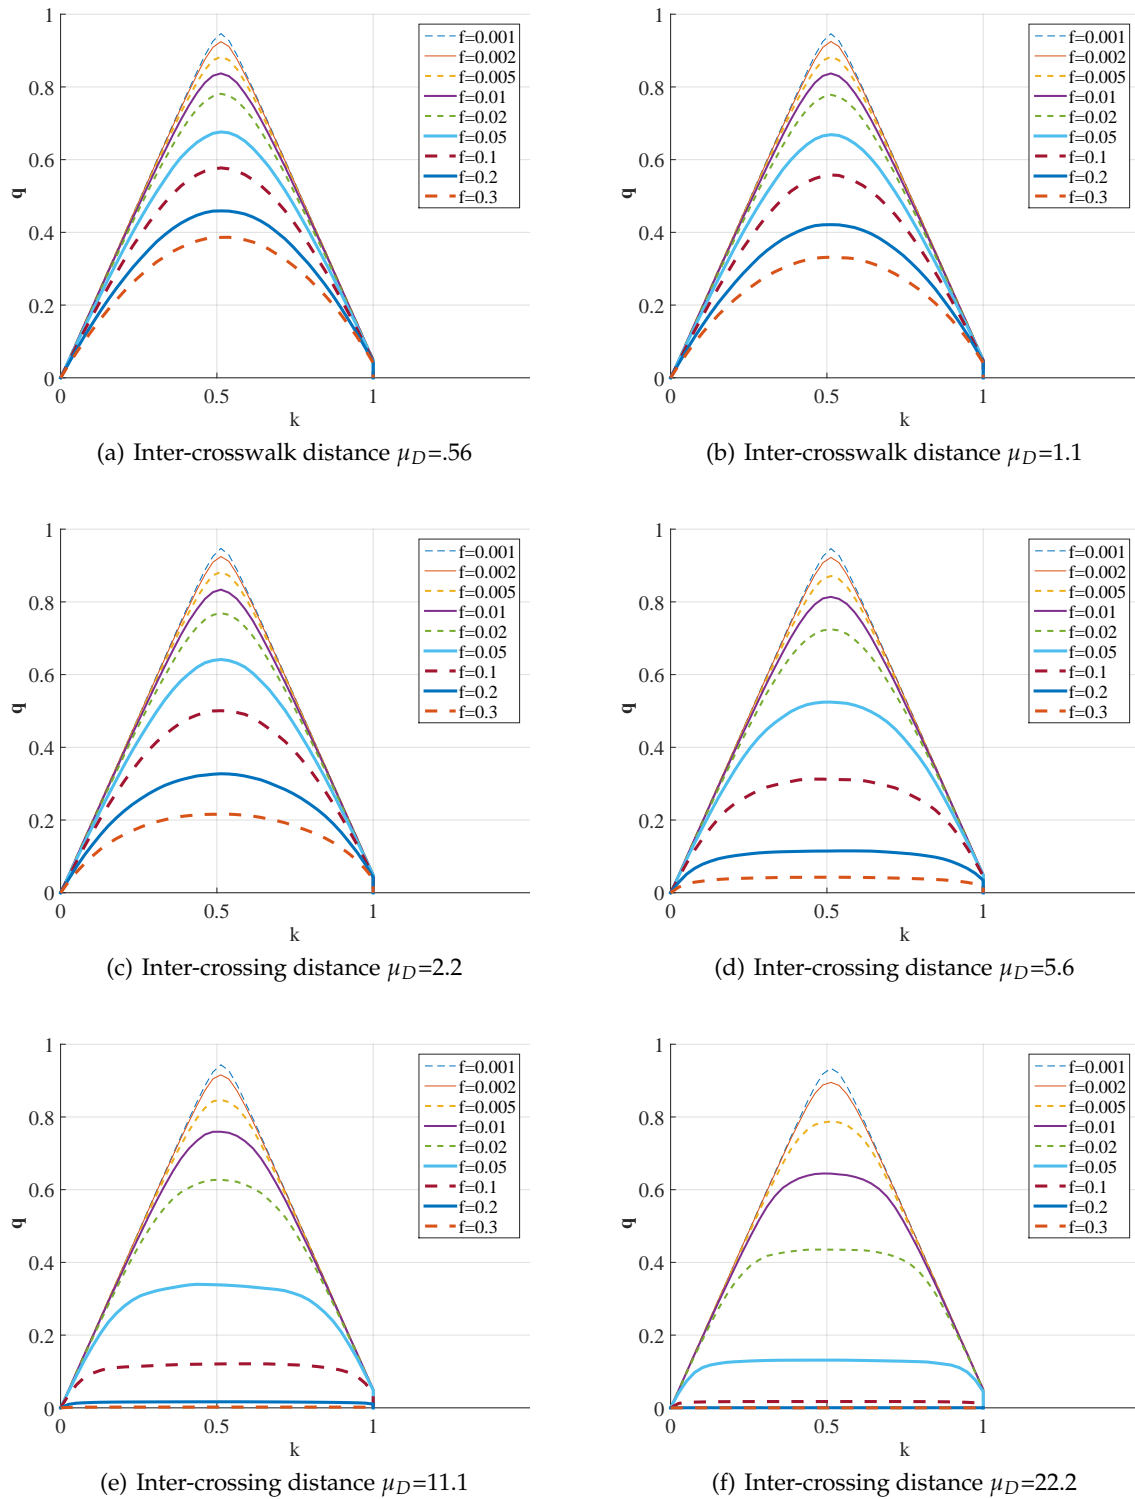 1
0.8
0.6
0.4
0.2
0
q
0
0.5
1
k
f=0.001
f=0.002
f=0.005
f=0.01
f=0.02
f=0.05
f=0.1
f=0.2
f=0.3
(a) Inter-crosswalk distance μD=.56
1
0.8
0.6
0.4
0.2
0
q
0
0.5
1
k
f=0.001
f=0.002
f=0.005
f=0.01
f=0.02
f=0.05
f=0.1
f=0.2
f=0.3
(b) Inter-crosswalk distance μD=1.1
1
0.8
0.6
0.4
0.2
0
q
0
0.5
1
k
f=0.001
f=0.002
f=0.005
f=0.01
f=0.02
f=0.05
f=0.1
f=0.2
f=0.3
(c) Inter-crossing distance μD=2.2
1
0.8
0.6
0.4
0.2
0
q
0
0.5
1
k
f=0.001
f=0.002
f=0.005
f=0.01
f=0.02
f=0.05
f=0.1
f=0.2
f=0.3
(d) Inter-crossing distance μD=5.6
1
0.8
0.6
0.4
0.2
0
q
0
0.5
1
k
f=0.001
f=0.002
f=0.005
f=0.01
f=0.02
f=0.05
f=0.1
f=0.2
f=0.3
(e) Inter-crossing distance μD=11.1
1
0.8
0.6
0.4
0.2
0
q
0
0.5
1
k
f=0.001
f=0.002
f=0.005
f=0.01
f=0.02
f=0.05
f=0.1
f=0.2
f=0.3
(f) Inter-crossing distance μD=22.2